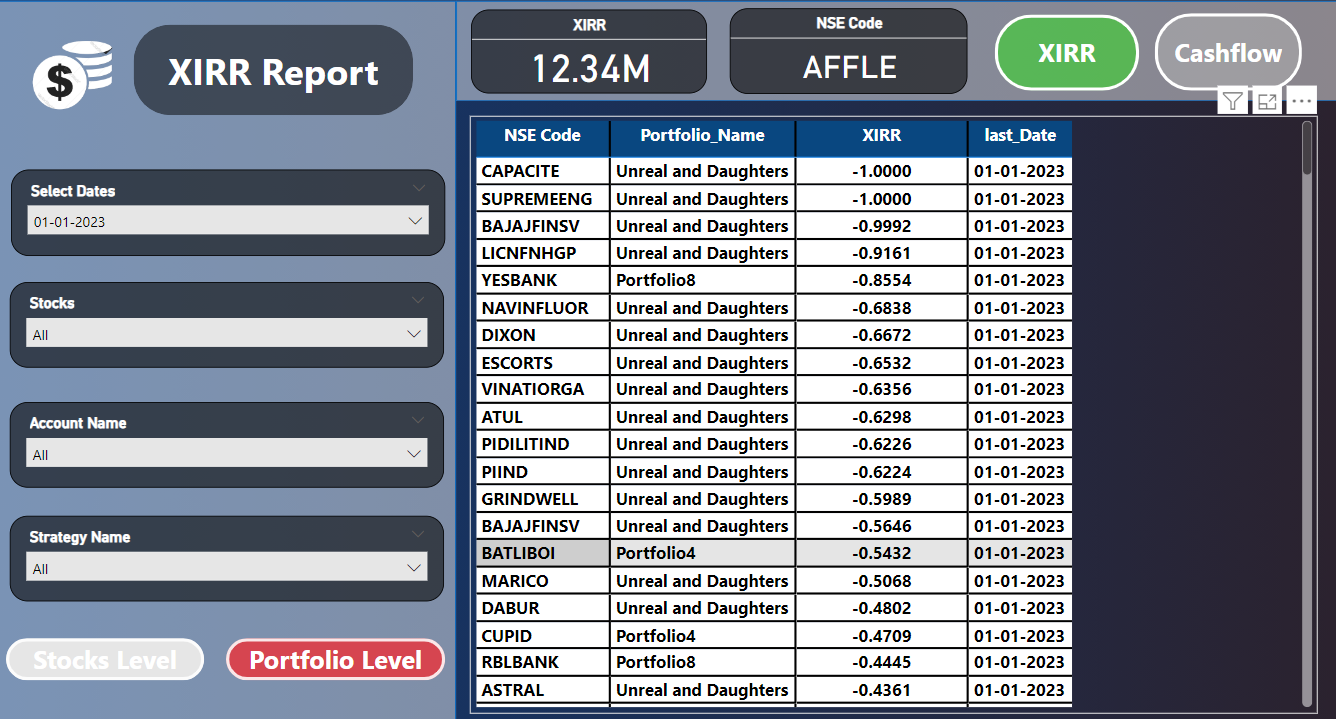 $
XIRR Report
XIRR
12.34M
NSE Code
AFFLE
XIRR
Cashflow
Select Dates
01-01-2023
Stocks
All
Account Name
All
Strategy Name
All
Stocks Level
Portfolio Level
NSE Code Portfolio_Name XIRR last_Date
CAPACITE Unreal and Daughters -1.0000 01-01-2023
SUPREMEENG Unreal and Daughters -1.0000 01-01-2023
BAJAJFINSV Unreal and Daughters -0.9992 01-01-2023
LICNFNHGP Unreal and Daughters -0.9161 01-01-2023
YESBANK Portfolio8 -0.8554 01-01-2023
NAVINFLUOR Unreal and Daughters -0.6838 01-01-2023
DIXON Unreal and Daughters -0.6672 01-01-2023
ESCORTS Unreal and Daughters -0.6532 01-01-2023
VINATIORGA Unreal and Daughters -0.6356 01-01-2023
ATUL Unreal and Daughters -0.6298 01-01-2023
PIDILITIND Unreal and Daughters -0.6226 01-01-2023
PIIND Unreal and Daughters -0.6224 01-01-2023
GRINDWELL Unreal and Daughters -0.5989 01-01-2023
BAJAJFINSV Unreal and Daughters -0.5646 01-01-2023
BATLIBOI Portfolio4 -0.5432 01-01-2023
MARICO Unreal and Daughters -0.5068 01-01-2023
DABUR Unreal and Daughters -0.4802 01-01-2023
CUPID Portfolio4 -0.4709 01-01-2023
RBLBANK Portfolio8 -0.4445 01-01-2023
ASTRAL Unreal and Daughters -0.4361 01-01-2023